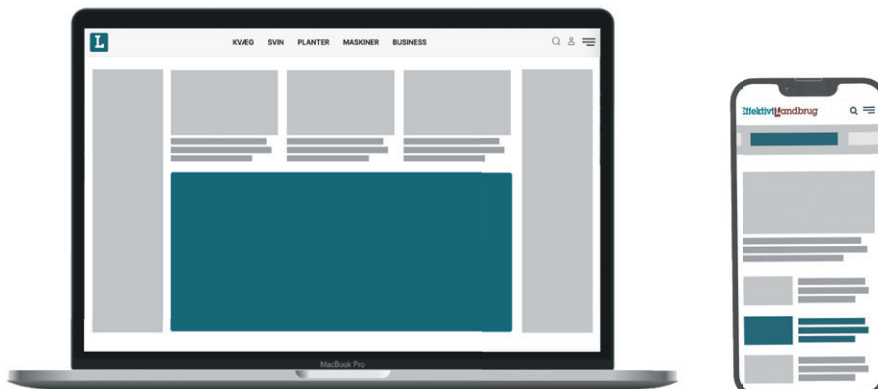 L
KVÆG SVIN PLANTER MASKINER BUSINESS
MacBook Pro
EffektivtLandbrug